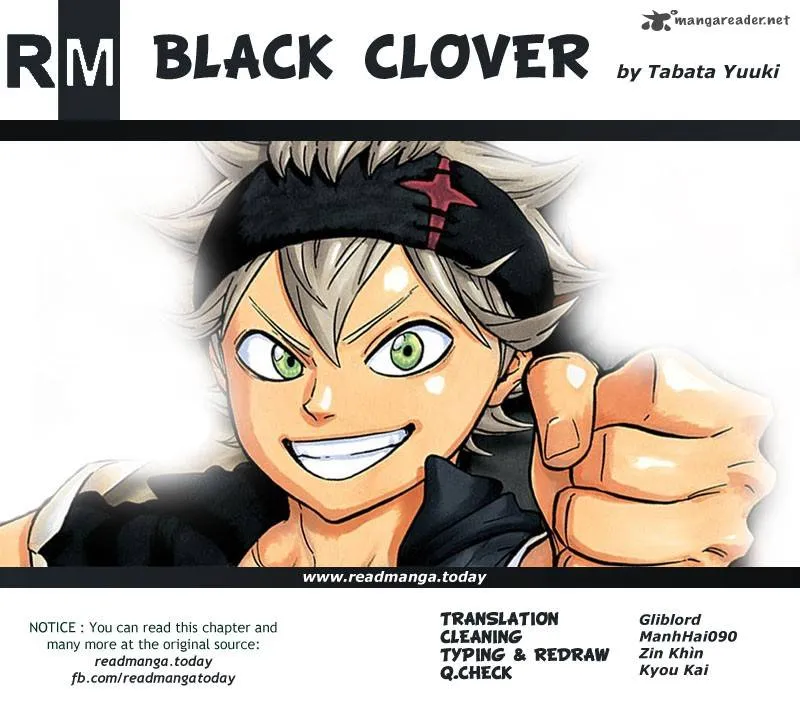 mangareader.net
RM BLACK CLOVER by Tabata Yuuki
www.readmanga.today
NOTICE : You can read this chapter and
many more at the original source:
readmanga.today
fb.com/readmangatoday
TRANSLATION Gliblord
CLEANING ManhHai090
TYPING & REDRAW Zin Khìn
Q.CHECK Kyou Kai